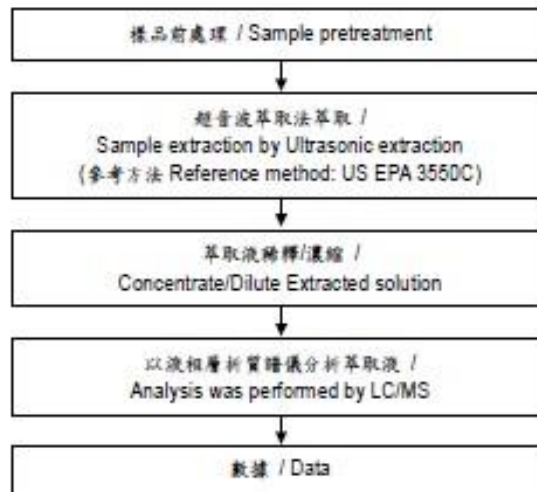 樣品前處理 / Sample pretreatment
超音波萃取法萃取 /
Sample extraction by Ultrasonic extraction
(參考方法 Reference method: US EPA 3550C)
萃取液稀釋/濃縮 /
Concentrate/Dilute Extracted solution
以液相層析質譜儀分析萃取液 /
Analysis was performed by LC/MS
數據 / Data